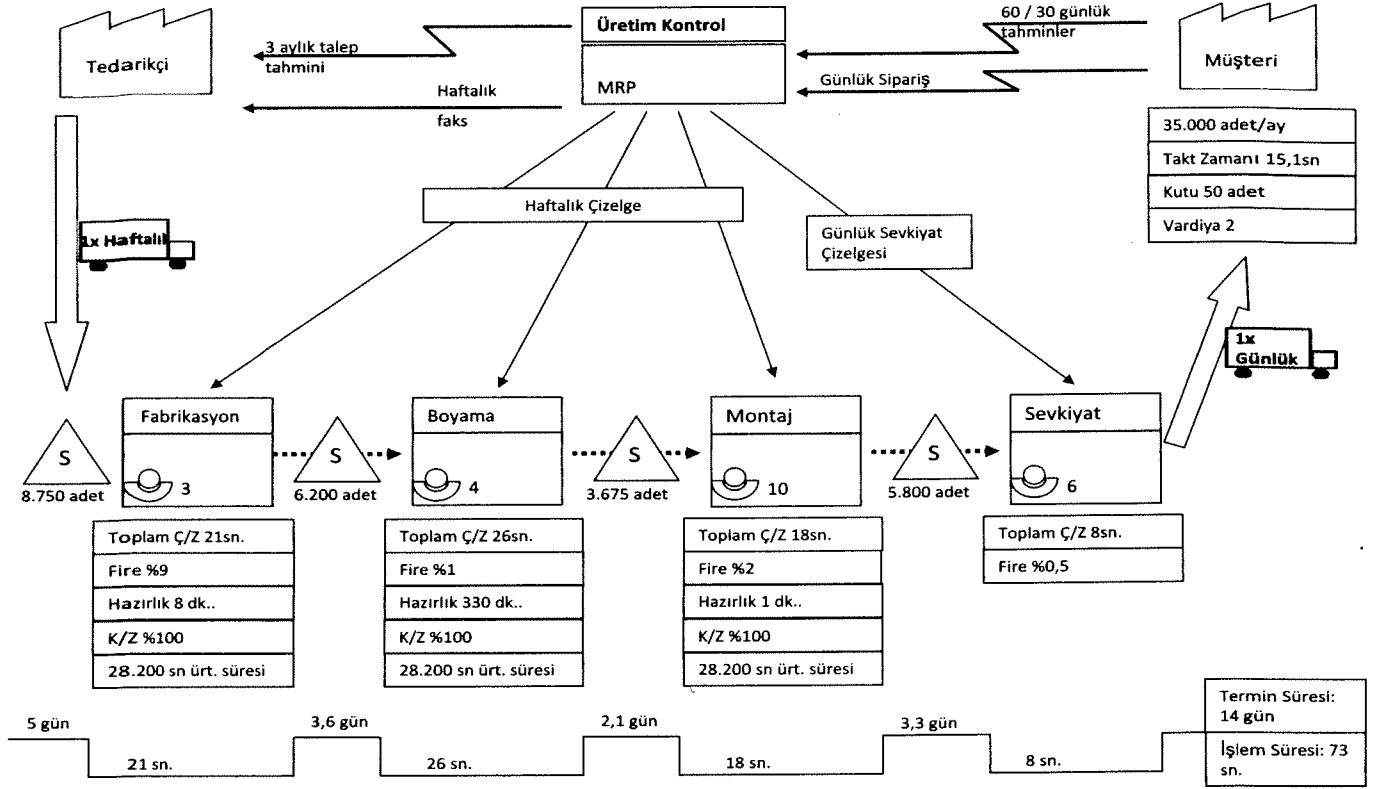 Tedarikçi
3 aylık talep
tahmini
Haftalık
faks
Üretim Kontrol
MRP
60 / 30 günlük
tahminler
Günlük Sipariş
Müşteri
35.000 adet/ay
Takt Zamanı 15,1sn
Kutu 50 adet
Vardiya 2
1x Haftalıl
Haftalık Çizelge
Günlük Sevkiyat
Çizelgesi
1x
Günlük
S
8.750 adet
Fabrikasyon
3
S
6.200 adet
Boyama
4
S
3.675 adet
Montaj
10
S
5.800 adet
Sevkiyat
6
Toplam Ç/Z 21sn.
Fire %9
Hazırlık 8 dk..
K/Z %100
28.200 sn ürt. süresi
Toplam Ç/Z 26sn.
Fire %1
Hazırlık 330 dk..
K/Z %100
28.200 sn ürt. süresi
Toplam Ç/Z 18sn.
Fire %2
Hazırlık 1 dk..
K/Z %100
28.200 sn ürt. süresi
Toplam Ç/Z 8sn.
Fire %0,5
5 gün
21 sn.
3,6 gün
26 sn.
2,1 gün
18 sn.
3,3 gün
8 sn.
Termin Süresi:
14 gün
İşlem Süresi: 73
sn.